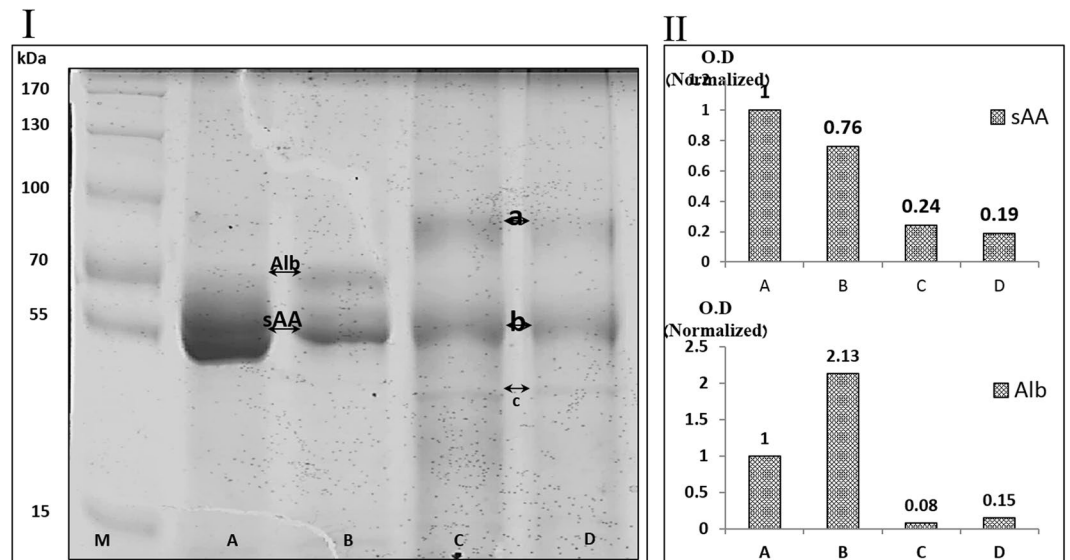 I
kDa
170
130
100
70
55
15
Alb
sAA
a
b
c
M A B C D
II
O.D
(Normalized)
1.2
1
0.8
0.6
0.4
0.2
0
1
0.76
0.24
0.19
sAA
A B C D
O.D
(Normalized)
2.5
2
1.5
1
0.5
0
1
2.13
0.08
0.15
Alb
A B C D